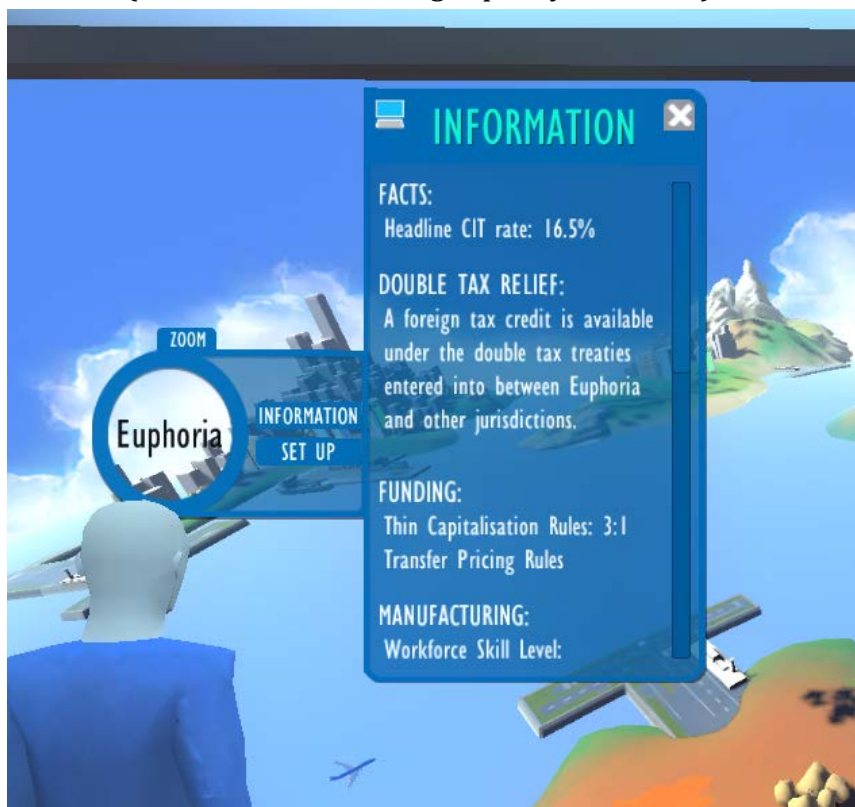 INFORMATION
FACTS:
Headline CIT rate: 16.5%
DOUBLE TAX RELIEF:
A foreign tax credit is available
under the double tax treaties
entered into between Euphoria
and other jurisdictions.
FUNDING:
Thin Capitalisation Rules: 3:1
Transfer Pricing Rules
MANUFACTURING:
Workforce Skill Level:
ZOOM
Euphoria
INFORMATION
SET UP